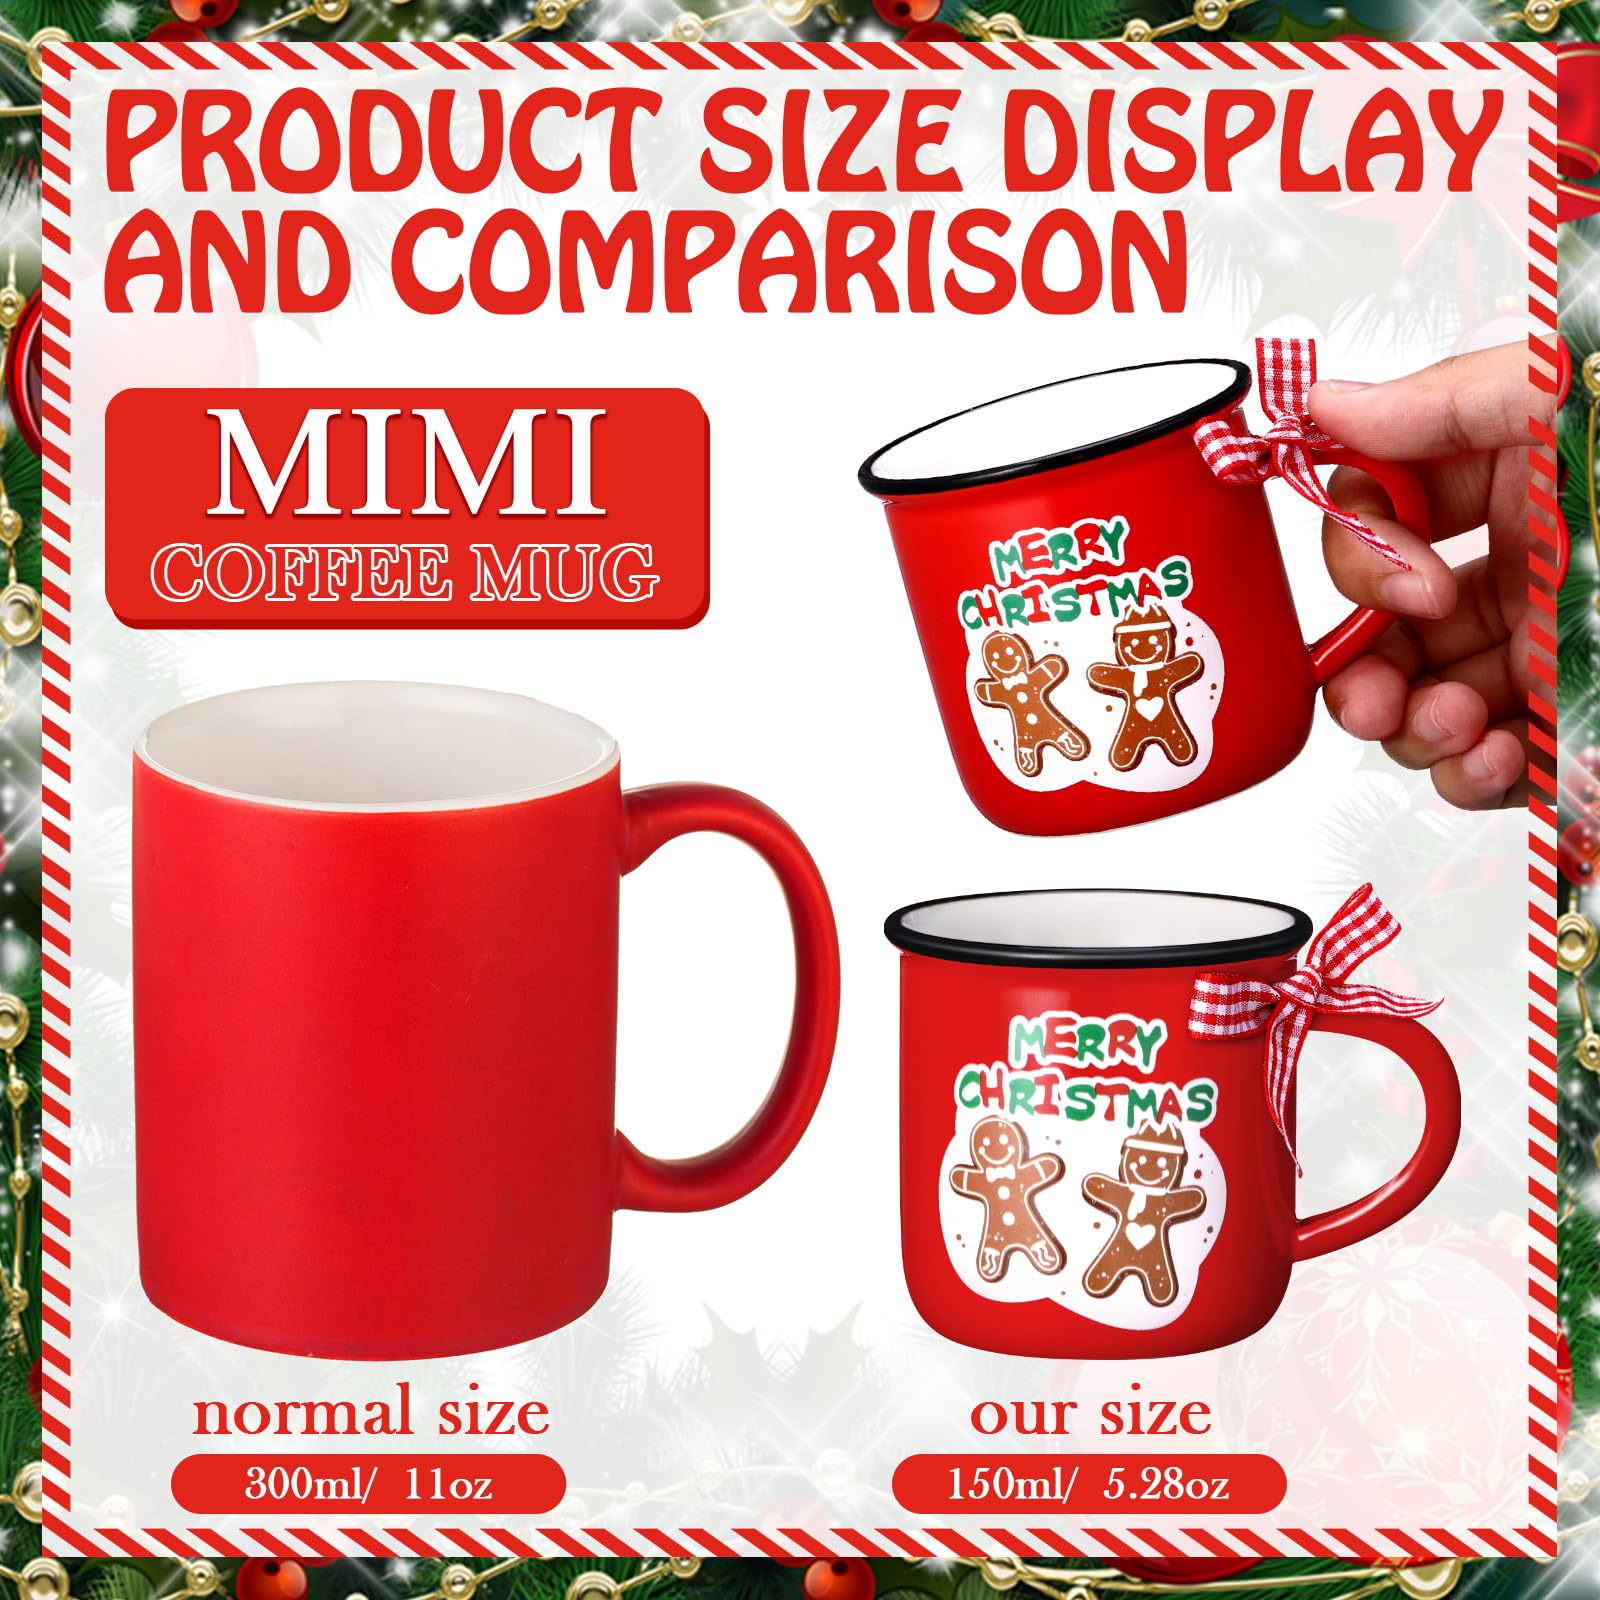 PRODUCT SIZE DISPLAY
AND COMPARISON
MIMI
COFFEE MUG
MERRY
CHRISTMAS
MERRY
CHRISTMAS
normal size
300ml/ 11oz
our size
150ml/ 5.28oz